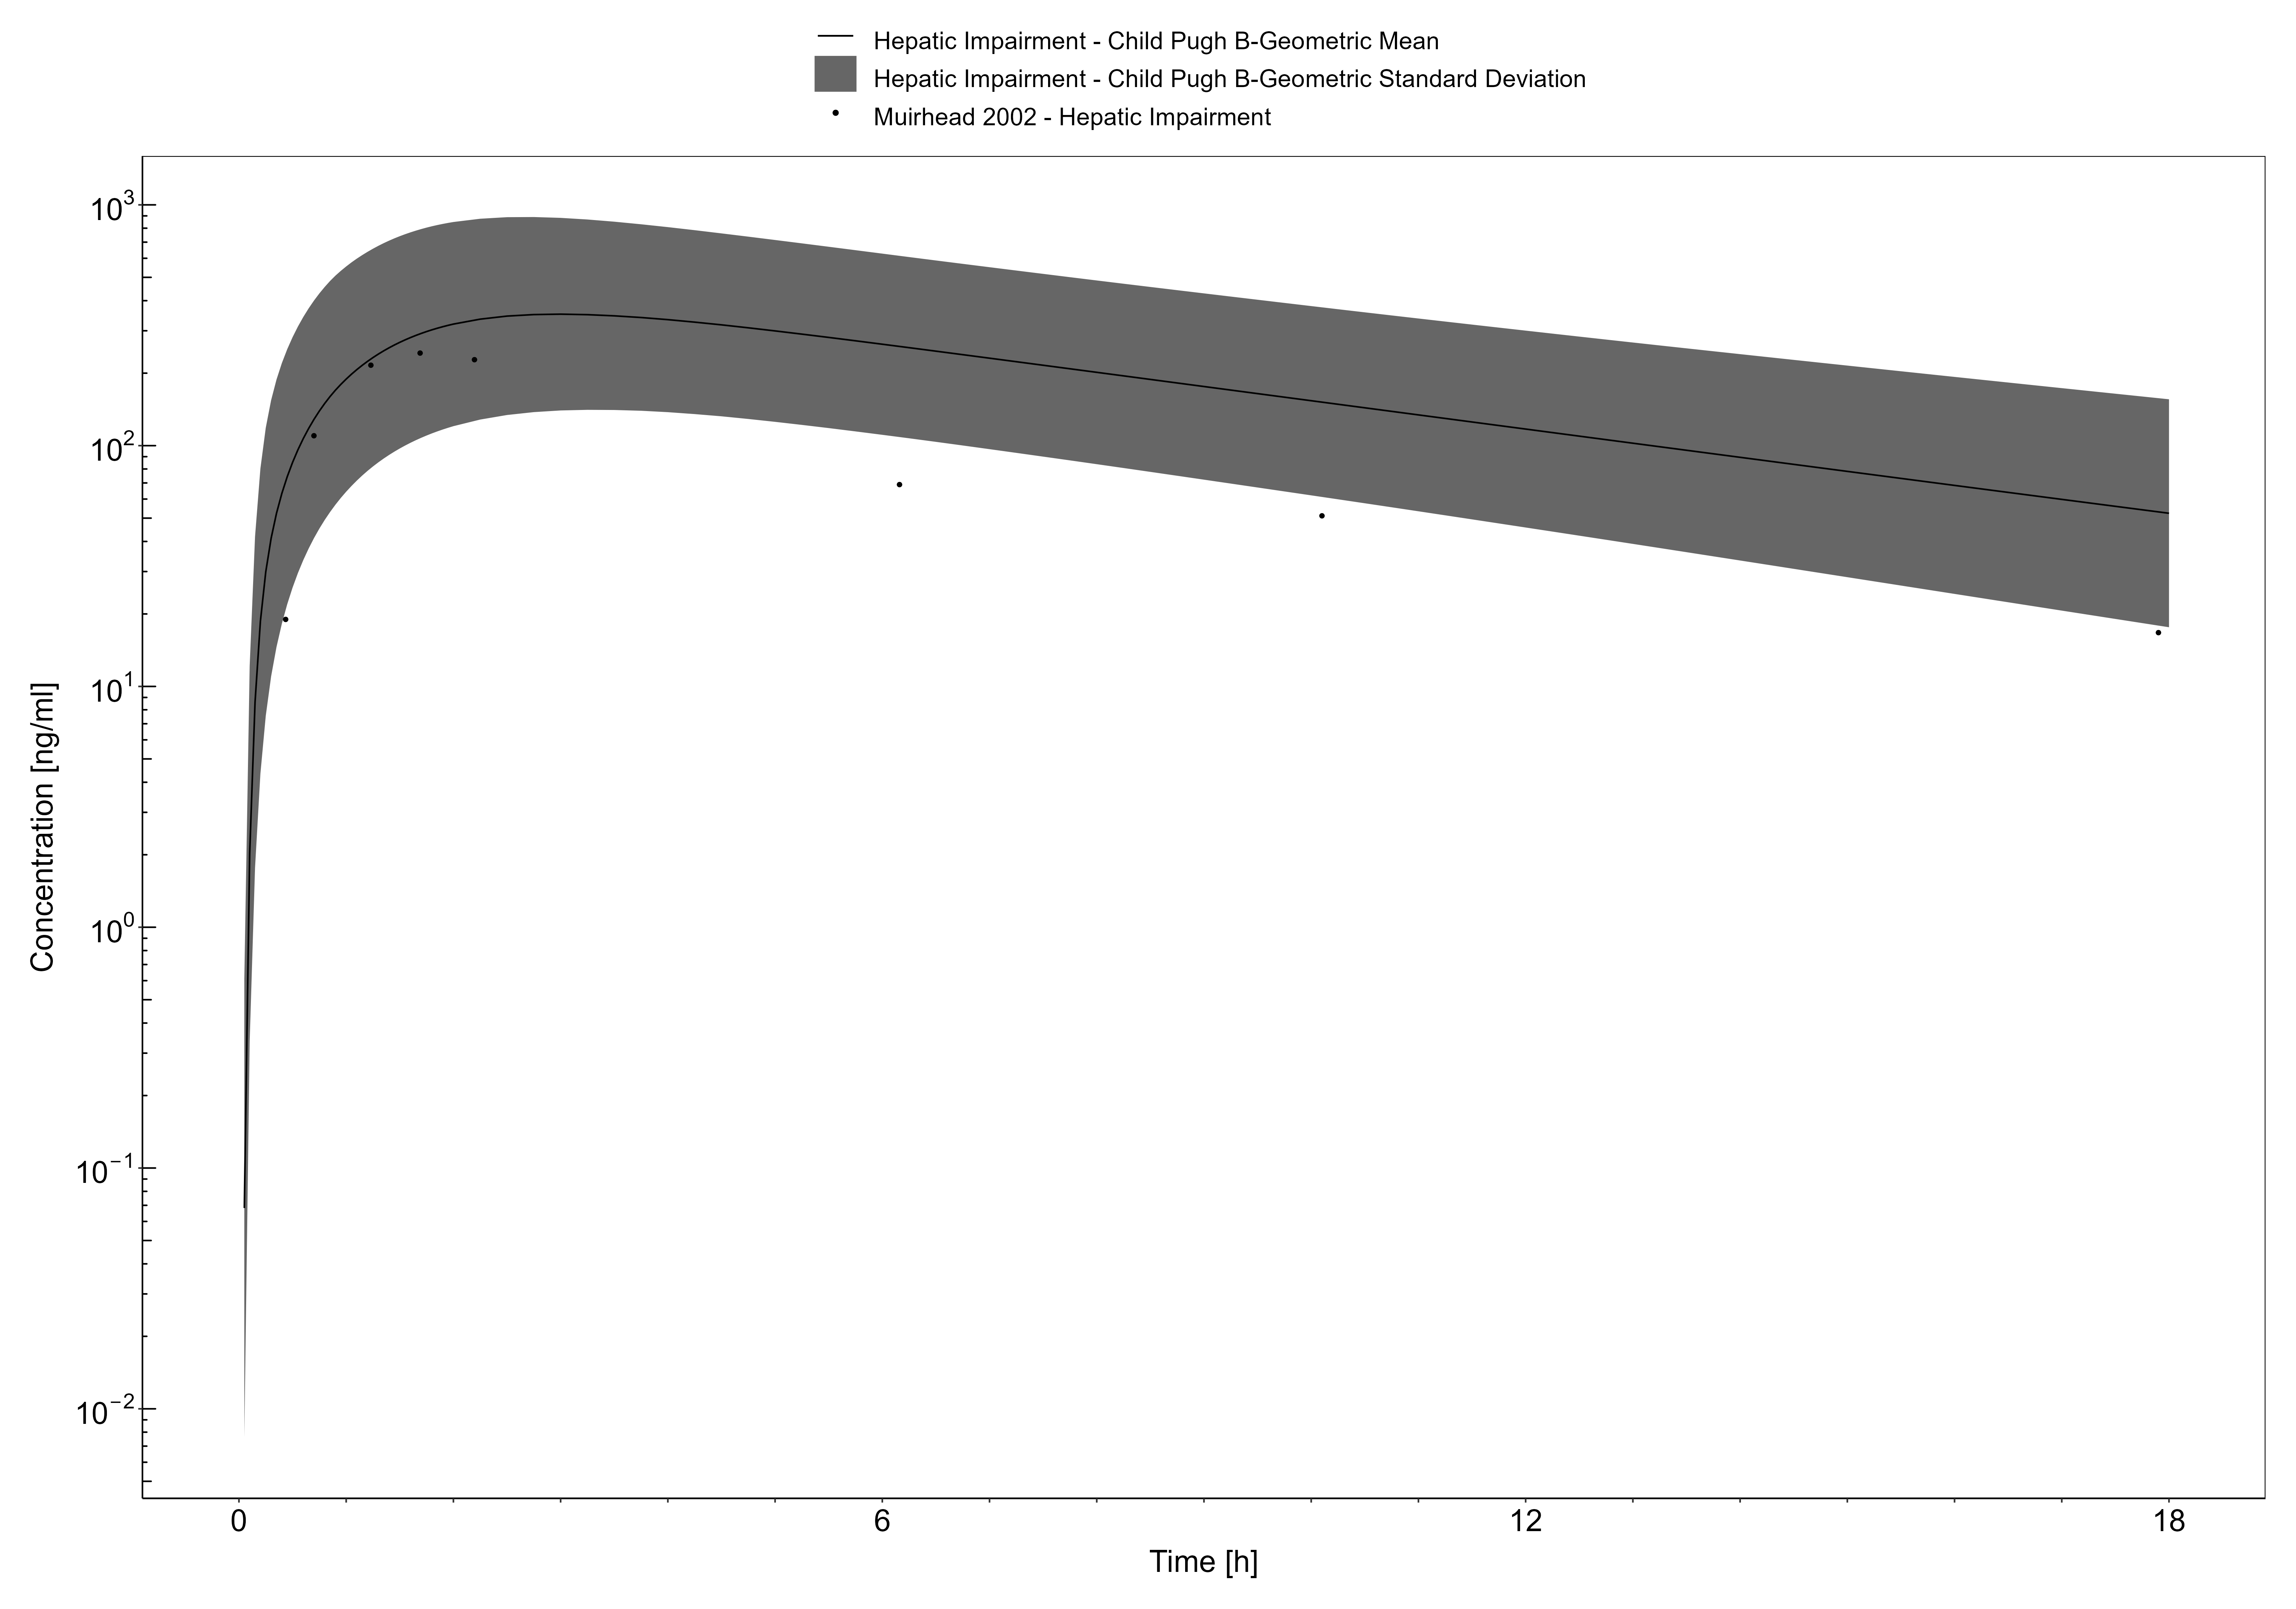 Hepatic Impairment - Child Pugh B-Geometric Mean
Hepatic Impairment - Child Pugh B-Geometric Standard Deviation
Muirhead 2002 - Hepatic Impairment
10³
10²
10¹
10⁰
10⁻¹
10⁻²
Concentration [ng/ml]
0 6 12 18
Time [h]